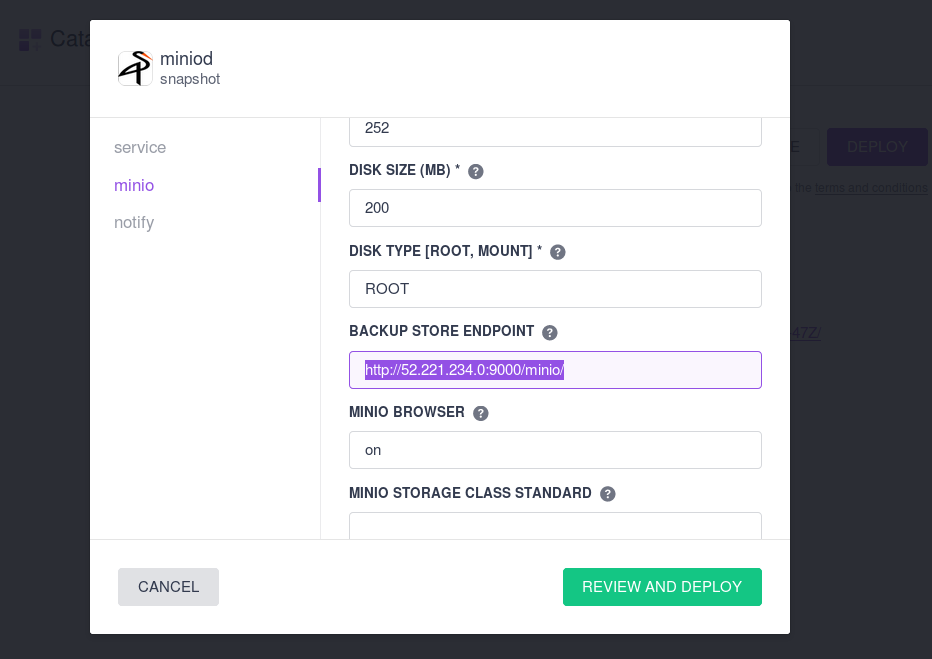 Cata
miniod
snapshot
service
minio
notify
252
DISK SIZE (MB) * ?
200
DISK TYPE [ROOT, MOUNT] * ?
ROOT
BACKUP STORE ENDPOINT ?
http://52.221.234.0:9000/minio/
MINIO BROWSER ?
on
MINIO STORAGE CLASS STANDARD ?
CANCEL
REVIEW AND DEPLOY
E
DEPLOY
the terms and conditions
47Z/